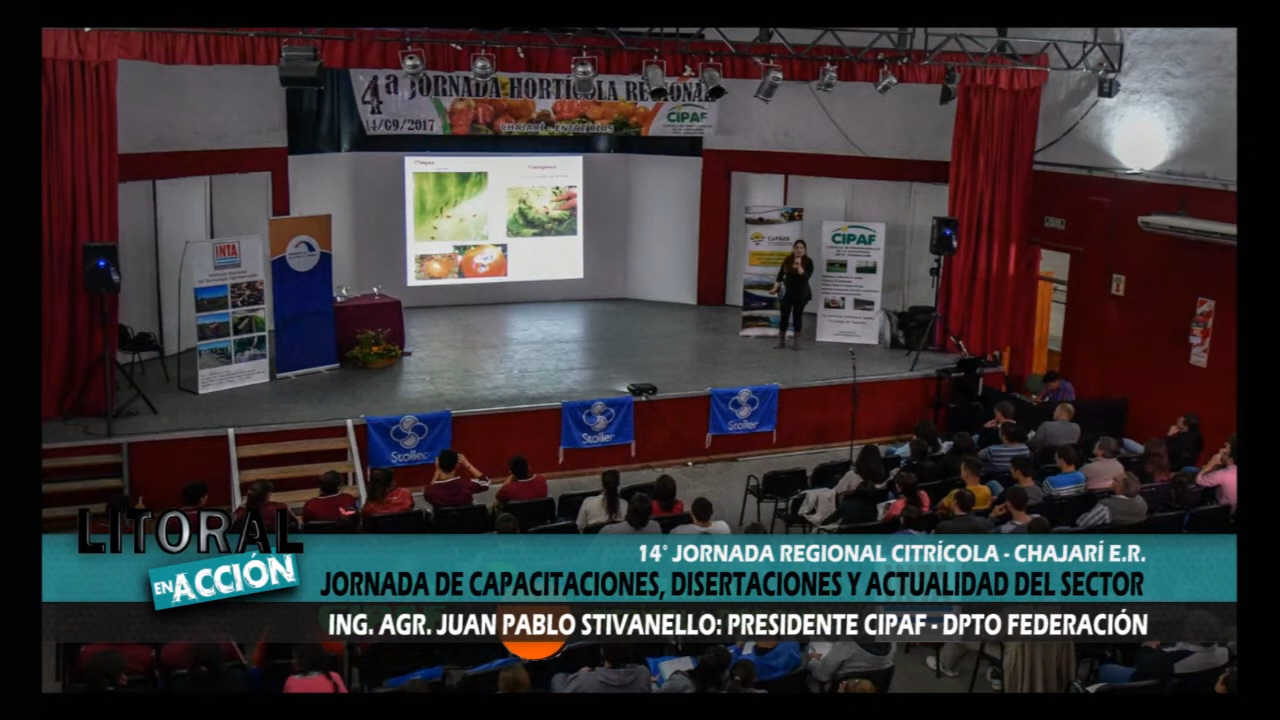 4ª JORNADA HORTÍCOLA REGIONAL
14/09/2017
CHAJARÍ - ENTRE RIOS
CIPAF
INTA
CIPAF
Stoller
Stoller
Stoller
LITORAL
EN ACCIÓN
14° JORNADA REGIONAL CITRÍCOLA - CHAJARÍ E.R.
JORNADA DE CAPACITACIONES, DISERTACIONES Y ACTUALIDAD DEL SECTOR
ING. AGR. JUAN PABLO STIVANELLO: PRESIDENTE CIPAF - DPTO FEDERACIÓN